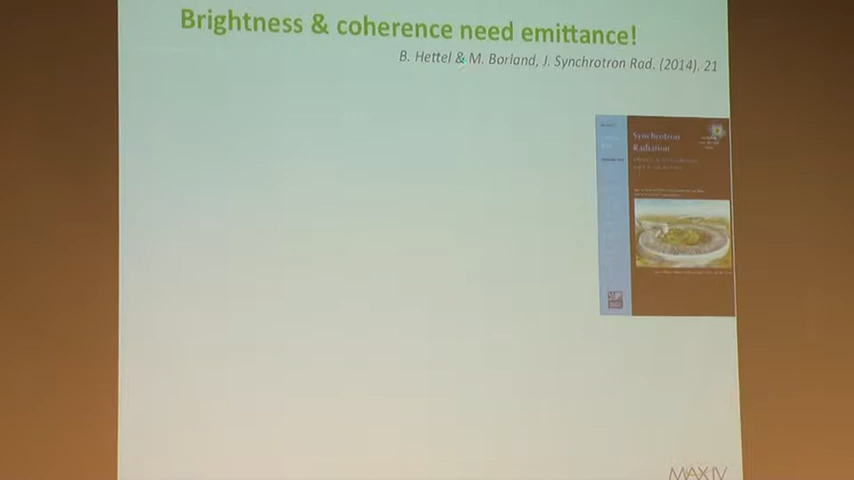 Brightness & coherence need emittance!
B. Hettel & M. Borland, J. Synchrotron Rad. (2014). 21
Synchrotron
Radiation
MAX IV